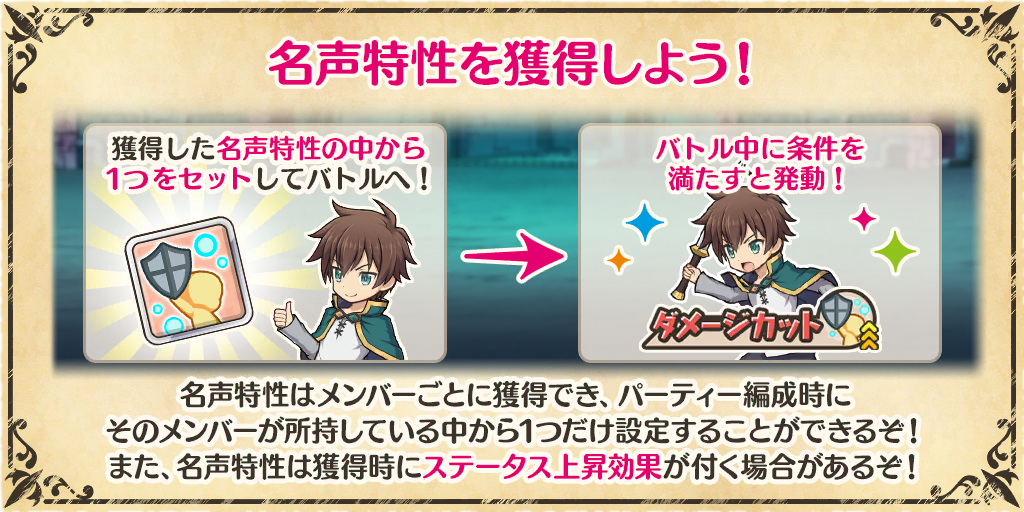 名声特性を獲得しよう！
獲得した名声特性の中から
1つをセットしてバトルへ！
バトル中に条件を
満たすと発動！
ダメージカット
名声特性はメンバーごとに獲得でき、パーティー編成時に
そのメンバーが所持している中から1つだけ設定することができるぞ！
また、名声特性は獲得時にステータス上昇効果が付く場合があるぞ！